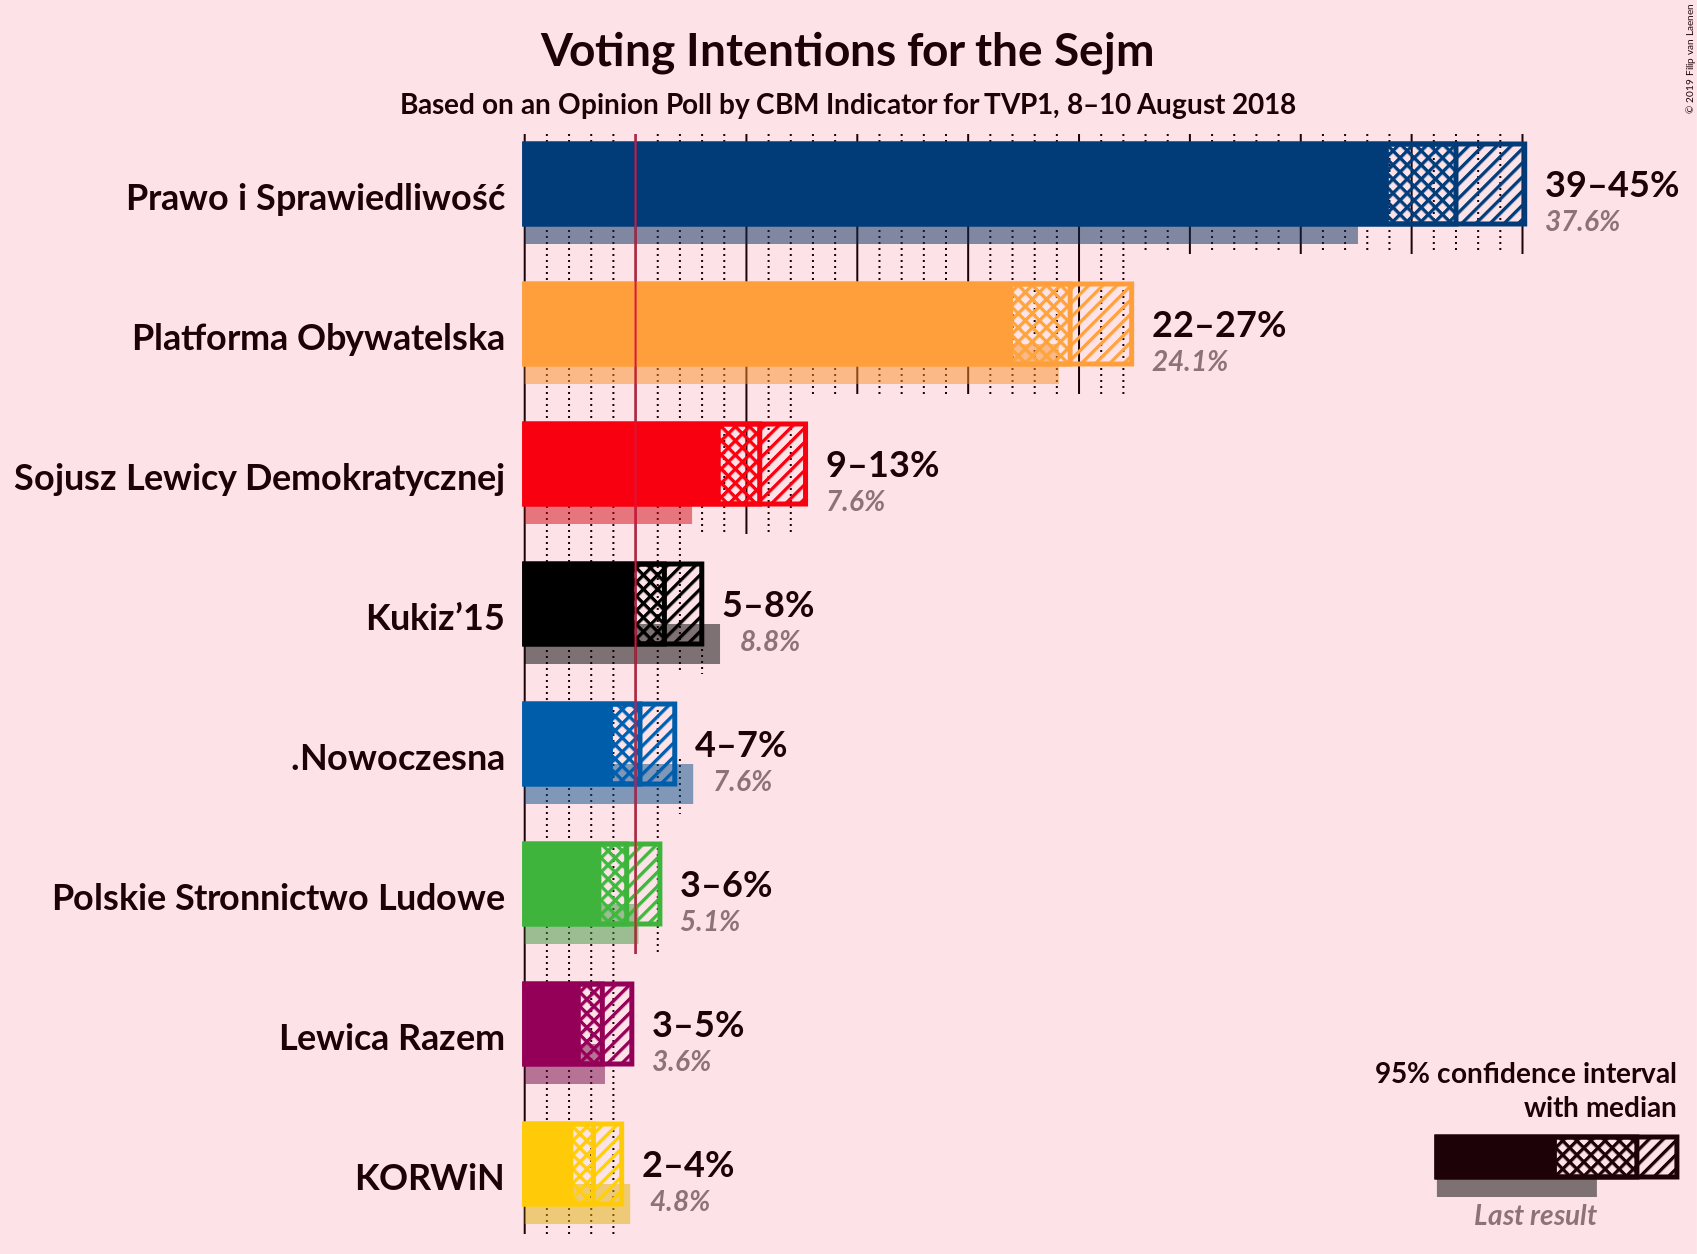 Voting Intentions for the Sejm
Based on an Opinion Poll by CBM Indicator for TVP1, 8–10 August 2018
© 2019 Filip van Laenen
Prawo i Sprawiedliwość
39–45%
37.6%
Platforma Obywatelska
22–27%
24.1%
Sojusz Lewicy Demokratycznej
9–13%
7.6%
Kukiz’15
5–8%
8.8%
.Nowoczesna
4–7%
7.6%
Polskie Stronnictwo Ludowe
3–6%
5.1%
Lewica Razem
3–5%
3.6%
KORWiN
2–4%
4.8%
95% confidence interval
with median
Last result